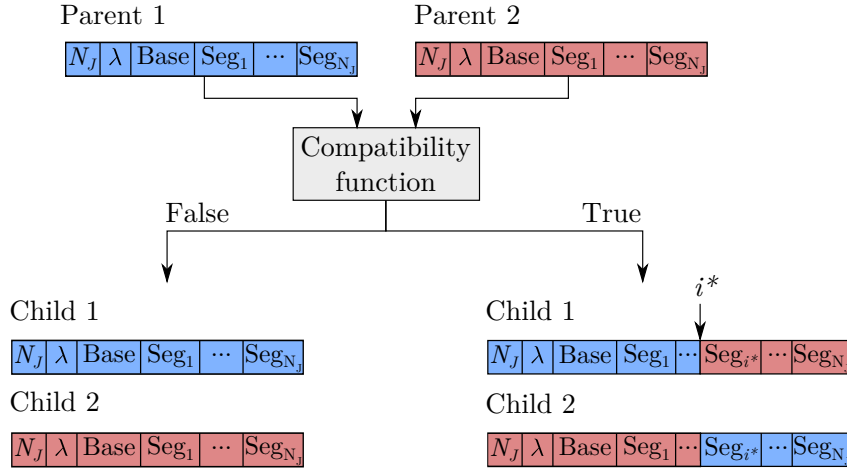 Parent 1 Parent 2
N_J λ Base Seg_1 ... Seg_{N_J} N_J λ Base Seg_1 ... Seg_{N_J}
Compatibility
function
False True
i*
Child 1 Child 1
N_J λ Base Seg_1 ... Seg_{N_J} N_J λ Base Seg_1 ... Seg_{i*} ... Seg_{N_J}
Child 2 Child 2
N_J λ Base Seg_1 ... Seg_{N_J} N_J λ Base Seg_1 ... Seg_{i*} ... Seg_{N_J}